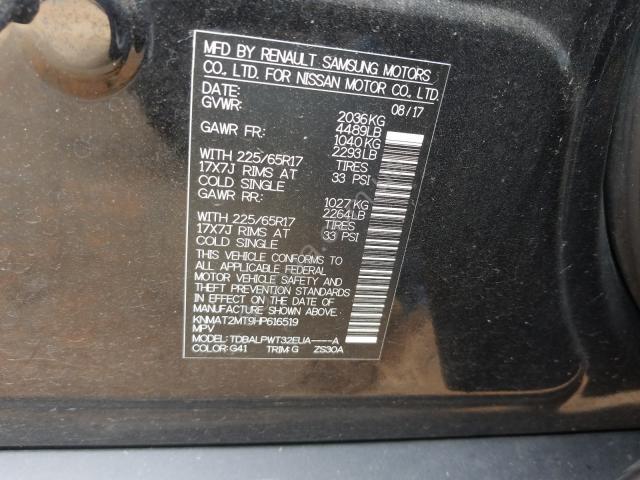 MFD BY RENAULT SAMSUNG MOTORS
CO., LTD. FOR NISSAN MOTOR CO., LTD.
DATE: 08/17
GVWR: 2036KG
4489LB
GAWR FR: 1040KG
2293LB
WITH 225/65R17 TIRES
17X7J RIMS AT 33 PSI
COLD SINGLE
GAWR RR: 1027KG
2264LB
WITH 225/65R17 TIRES
17X7J RIMS AT 33 PSI
COLD SINGLE
THIS VEHICLE CONFORMS TO
ALL APPLICABLE FEDERAL
MOTOR VEHICLE SAFETY AND
THEFT PREVENTION STANDARDS
IN EFFECT ON THE DATE OF
MANUFACTURE SHOWN ABOVE.
KNMAT2MT9HP616519
MPV
MODEL: TDBALPWT32EUA----A
COLOR: G41 TRIM: G ZS30A